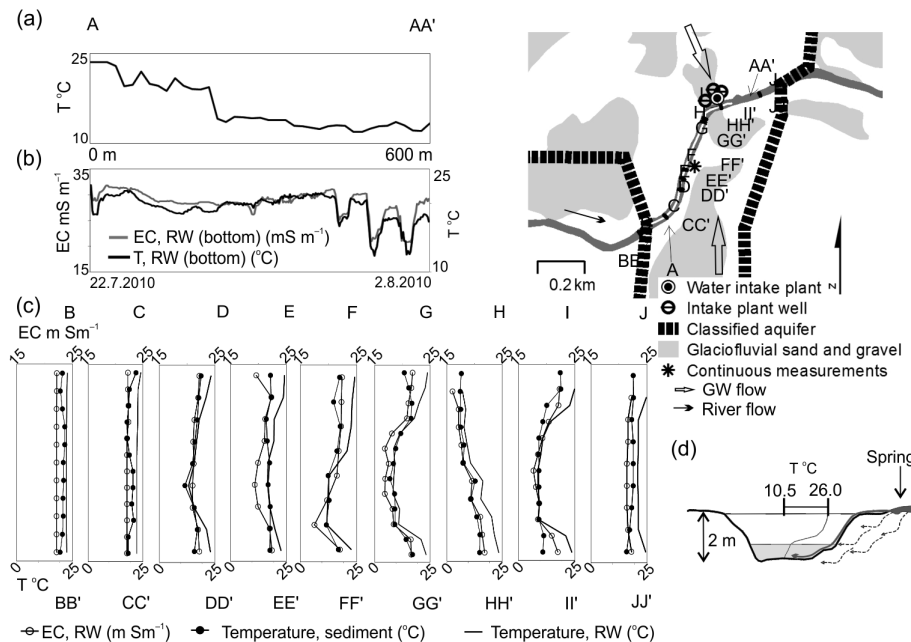 (a)
A
AA'
25
T °C
10
0 m
600 m
(b)
35
25
EC mS m⁻¹
T °C
EC, RW (bottom) (mS m⁻¹)
T, RW (bottom) (°C)
15
10
22.7.2010
2.8.2010
(c)
B C D E F G H I J
EC m Sm⁻¹
15 25 15 25 15 25 15 25 15 25 15 25 15 25 15 25 15 25
0 25 0 25 0 25 0 25 0 25 0 25 0 25 0 25 0 25
T °C
BB' CC' DD' EE' FF' GG' HH' II' JJ'
EC, RW (m Sm⁻¹) Temperature, sediment (°C) Temperature, RW (°C)
AA'
J
I
II'
H
HH'
G
GG'
F
FF'
E
EE'
D
DD'
C
CC'
A
0.2 km
z
Water intake plant
Intake plant well
Classified aquifer
Glaciofluvial sand and gravel
Continuous measurements
GW flow
River flow
(d)
Spring
T °C
10.5 26.0
2 m